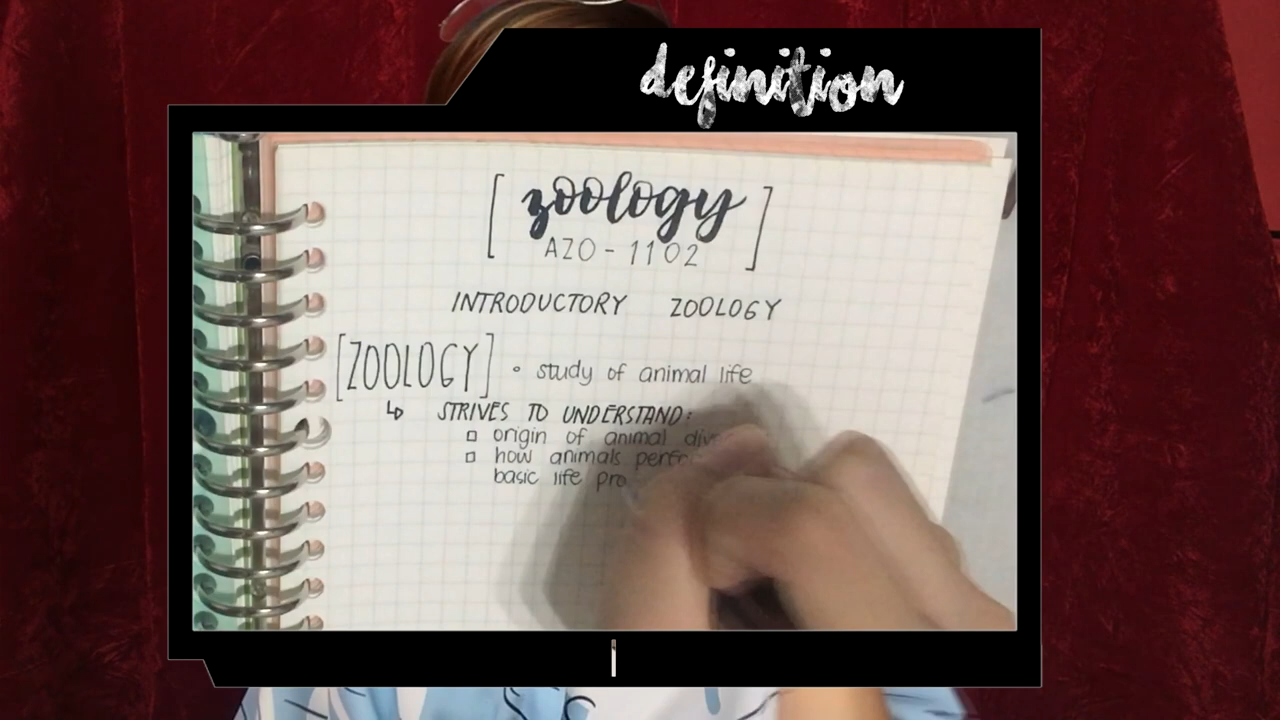 definition
[zoology]
AZO-1102
INTRODUCTORY ZOOLOGY
[ZOOLOGY] ∘ study of animal life
↳ STRIVES TO UNDERSTAND:
□ origin of animal
□ how animals
basic life